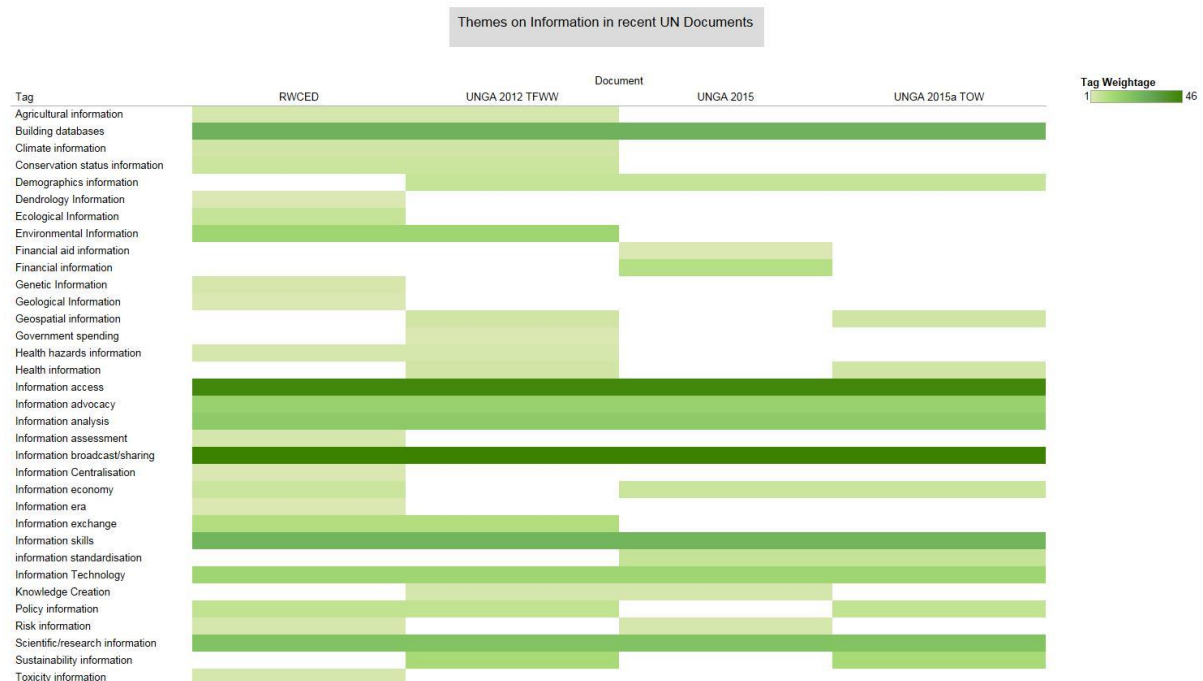 Themes on Information in recent UN Documents
Document
Tag Weightage
Tag RWCED UNGA 2012 TFWW UNGA 2015 UNGA 2015a TOW
1 46
Agricultural information
Building databases
Climate information
Conservation status information
Demographics information
Dendrology Information
Ecological Information
Environmental Information
Financial aid information
Financial information
Genetic Information
Geological Information
Geospatial information
Government spending
Health hazards information
Health information
Information access
Information advocacy
Information analysis
Information assessment
Information broadcast/sharing
Information Centralisation
Information economy
Information era
Information exchange
Information skills
information standardisation
Information Technology
Knowledge Creation
Policy information
Risk information
Scientific/research information
Sustainability information
Toxicity information